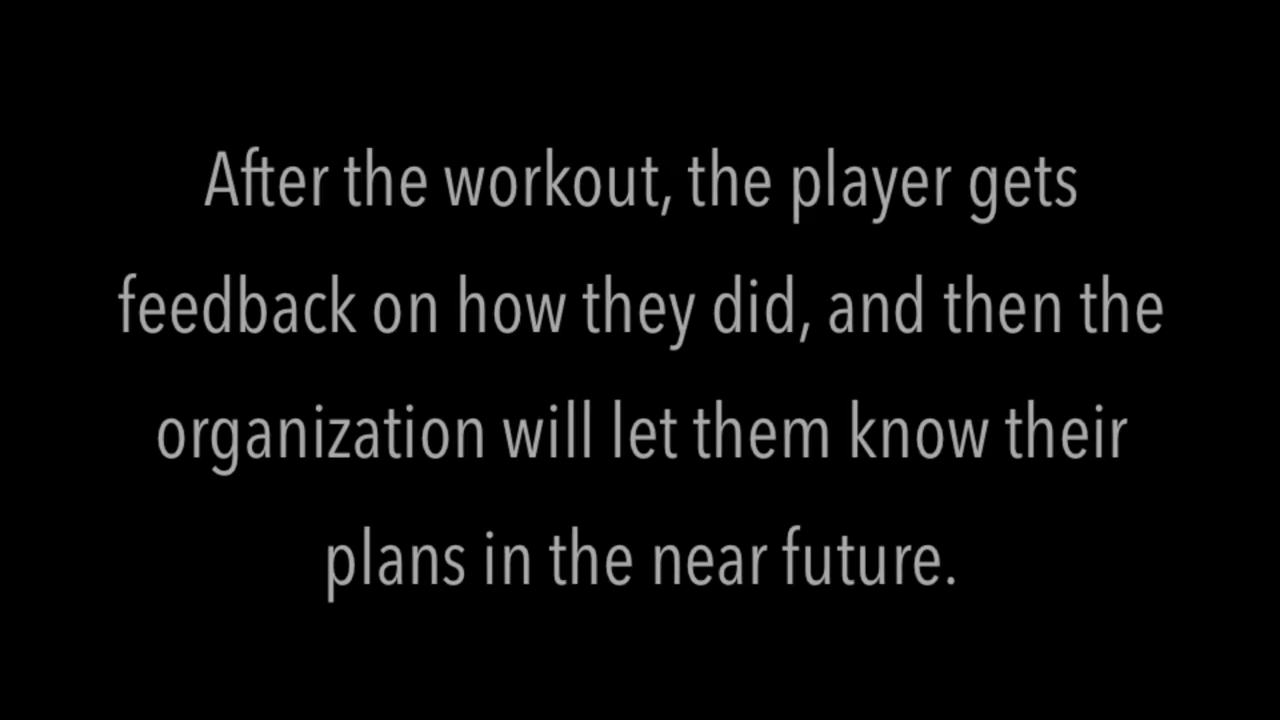 After the workout, the player gets
feedback on how they did, and then the
organization will let them know their
plans in the near future.